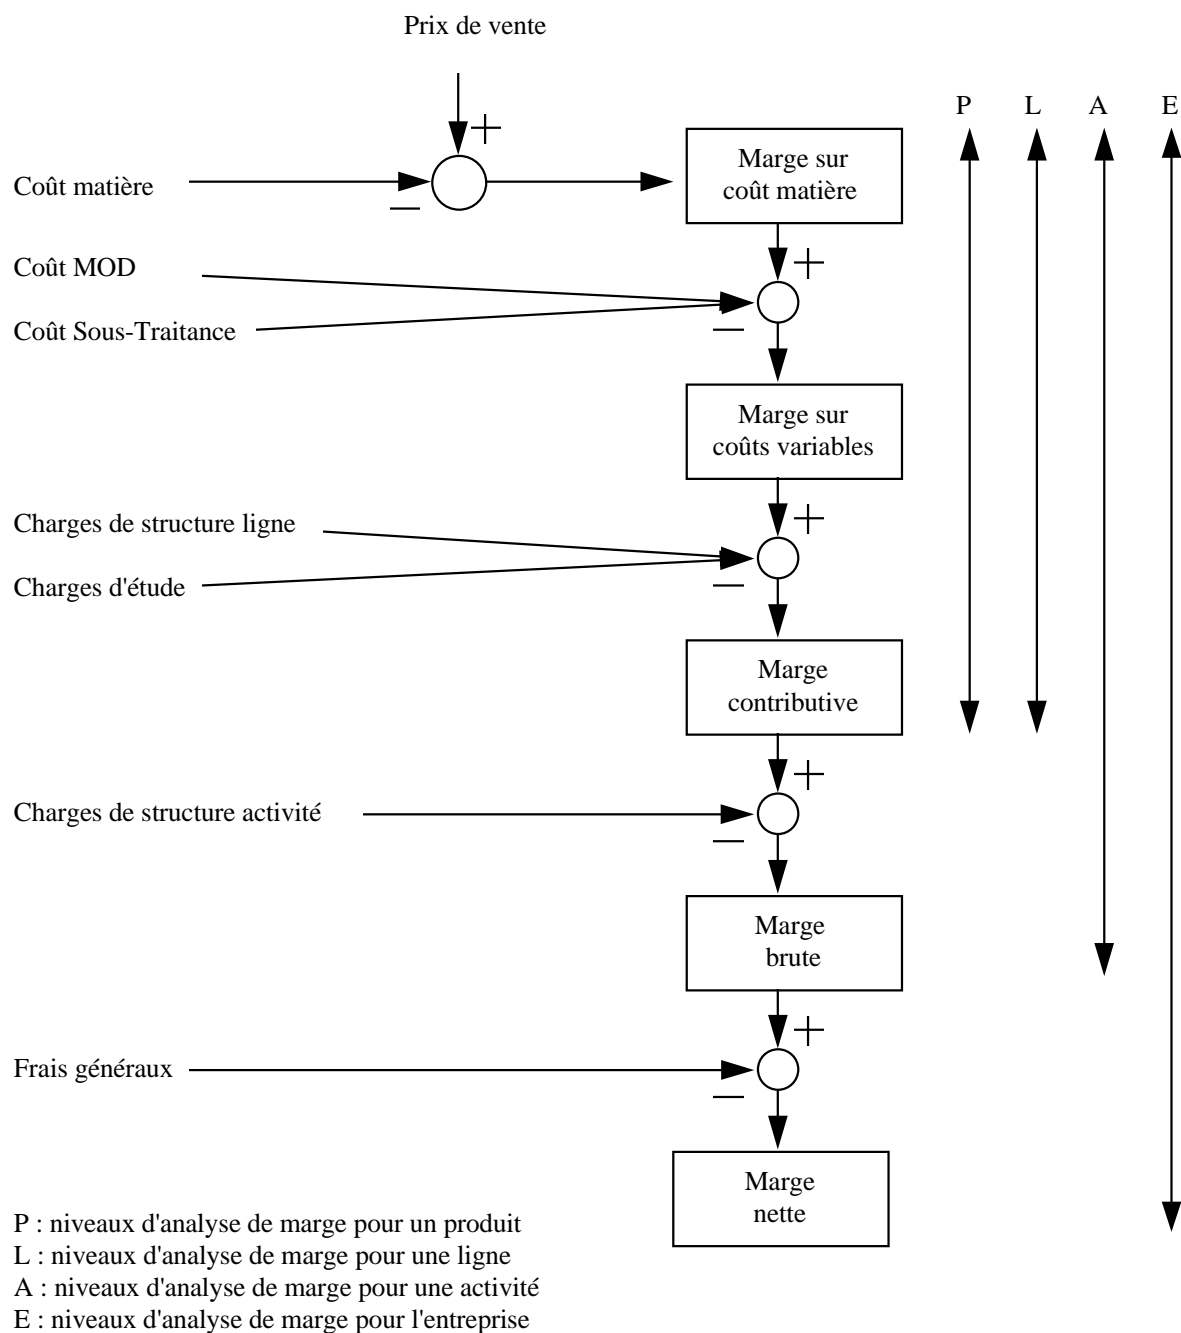 Prix de vente
P L A E
Marge sur
coût matière
Coût matière
Coût MOD
Coût Sous-Traitance
Marge sur
coûts variables
Charges de structure ligne
Charges d'étude
Marge
contributive
Charges de structure activité
Marge
brute
Frais généraux
Marge
nette
P : niveaux d'analyse de marge pour un produit
L : niveaux d'analyse de marge pour une ligne
A : niveaux d'analyse de marge pour une activité
E : niveaux d'analyse de marge pour l'entreprise